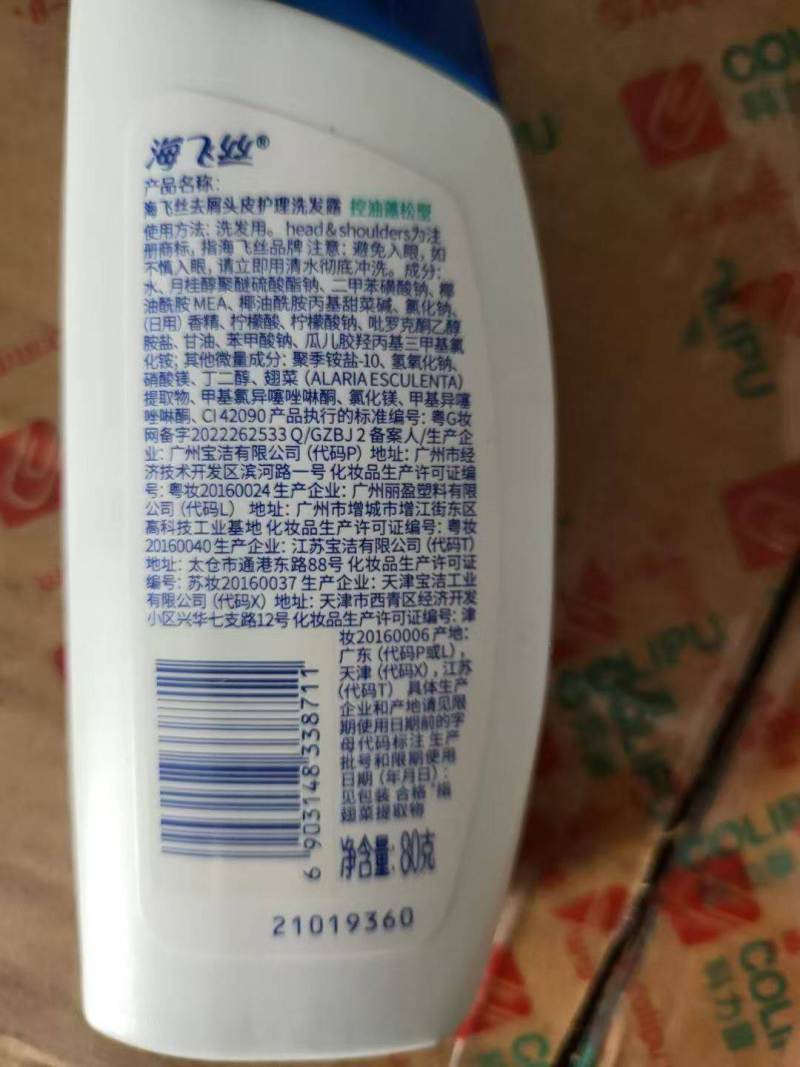 海飞丝®
产品名称：
海飞丝去屑头皮护理洗发露 控油蓬松型
使用方法：洗发用。 head&shoulders为注
册商标，指海飞丝品牌 注意：避免入眼，如
不慎入眼，请立即用清水彻底冲洗。成分：
水、月桂醇聚醚硫酸酯钠、二甲苯磺酸钠、椰
油酰胺 MEA、椰油酰胺丙基甜菜碱、氯化钠、
(日用) 香精、柠檬酸、柠檬酸钠、吡罗克酮乙醇
胺盐、甘油、苯甲酸钠、瓜儿胶羟丙基三甲基氯
化铵；其他微量成分：聚季铵盐-10、氢氧化钠、
硝酸镁、丁二醇、翅菜 (ALARIA ESCULENTA)
提取物、甲基氯异噻唑啉酮、氯化镁、甲基异噻
唑啉酮、CI 42090 产品执行的标准编号：粤G妆
网备字2022262533 Q/GZBJ 2 备案人/生产企
业：广州宝洁有限公司 (代码P) 地址：广州市经
济技术开发区滨河路一号 化妆品生产许可证编
号：粤妆20160024 生产企业：广州丽盈塑料有限
公司 (代码L) 地址：广州市增城市增江街东区
高科技工业基地 化妆品生产许可证编号：粤妆
20160040 生产企业：江苏宝洁有限公司 (代码T)
地址：太仓市通港东路88号 化妆品生产许可证
编号：苏妆20160037 生产企业：天津宝洁工业
有限公司 (代码X) 地址：天津市西青区经济开发
小区兴华七支路12号 化妆品生产许可证编号：津
妆20160006 产地：
广东 (代码P或L)，
天津 (代码X)，江苏
(代码T) 具体生产
企业和产地请见限
期使用日期前的字
母代码标注 生产
批号和限期使用
日期 (年月日)：
见包装 合格 *指
翅菜提取物
净含量：80克
6 903148 338711
21019360
COLIPU
科力普
COLIPU
COLIPU
COLIPU
COLIPU
科力普